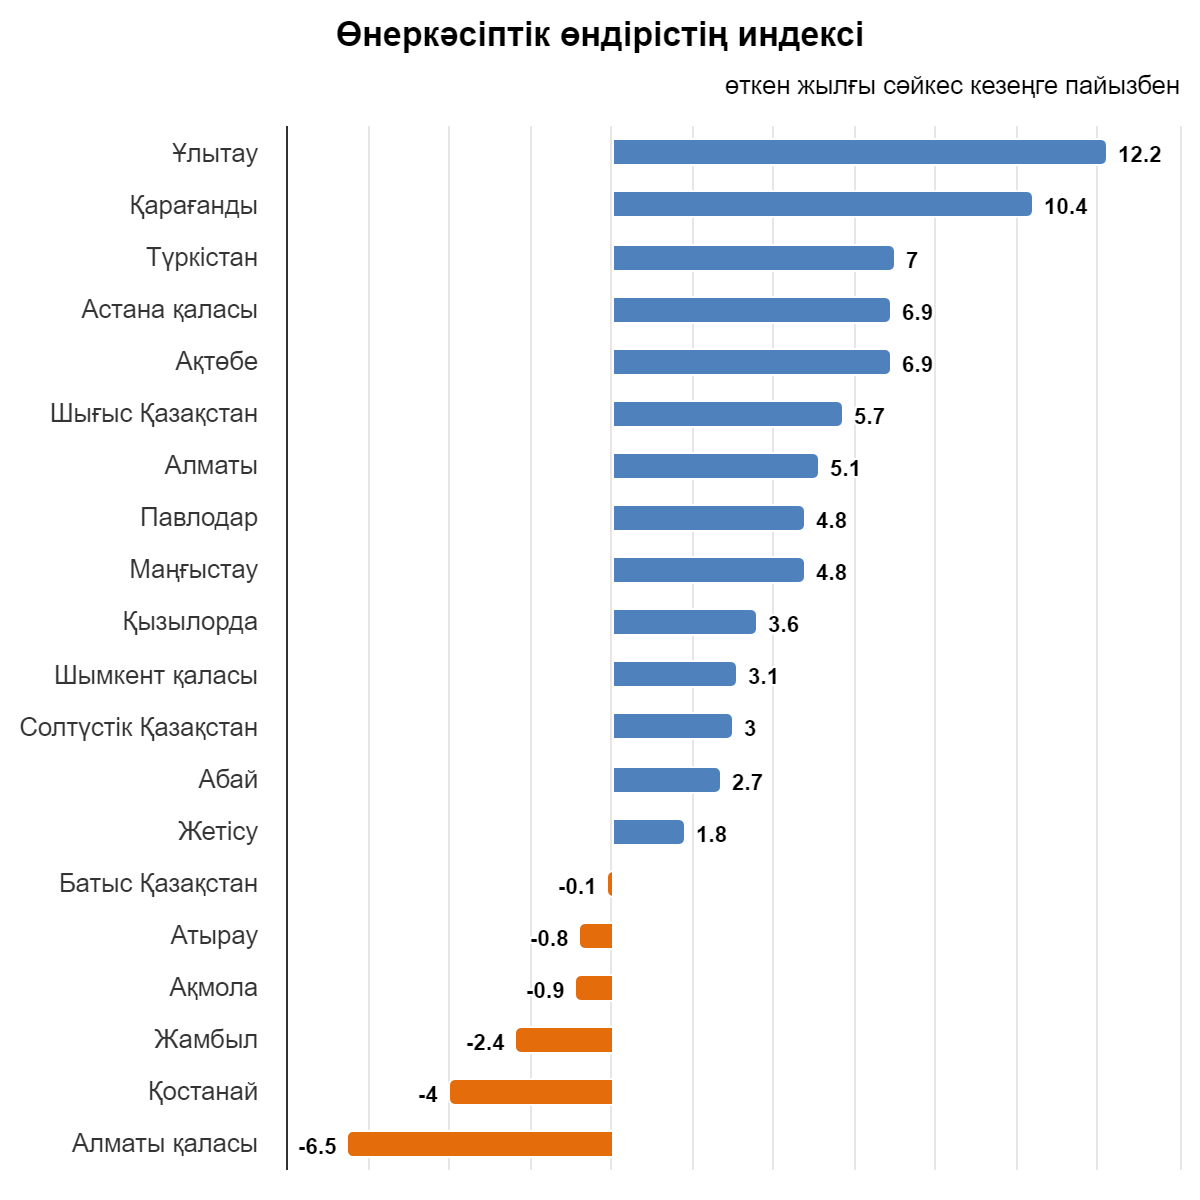 Өнеркәсіптік өндірістің индексі
өткен жылғы сәйкес кезеңге пайызбен
Ұлытау 12.2
Қарағанды 10.4
Түркістан 7
Астана қаласы 6.9
Ақтөбе 6.9
Шығыс Қазақстан 5.7
Алматы 5.1
Павлодар 4.8
Маңғыстау 4.8
Қызылорда 3.6
Шымкент қаласы 3.1
Солтүстік Қазақстан 3
Абай 2.7
Жетісу 1.8
Батыс Қазақстан -0.1
Атырау -0.8
Ақмола -0.9
Жамбыл -2.4
Қостанай -4
Алматы қаласы -6.5